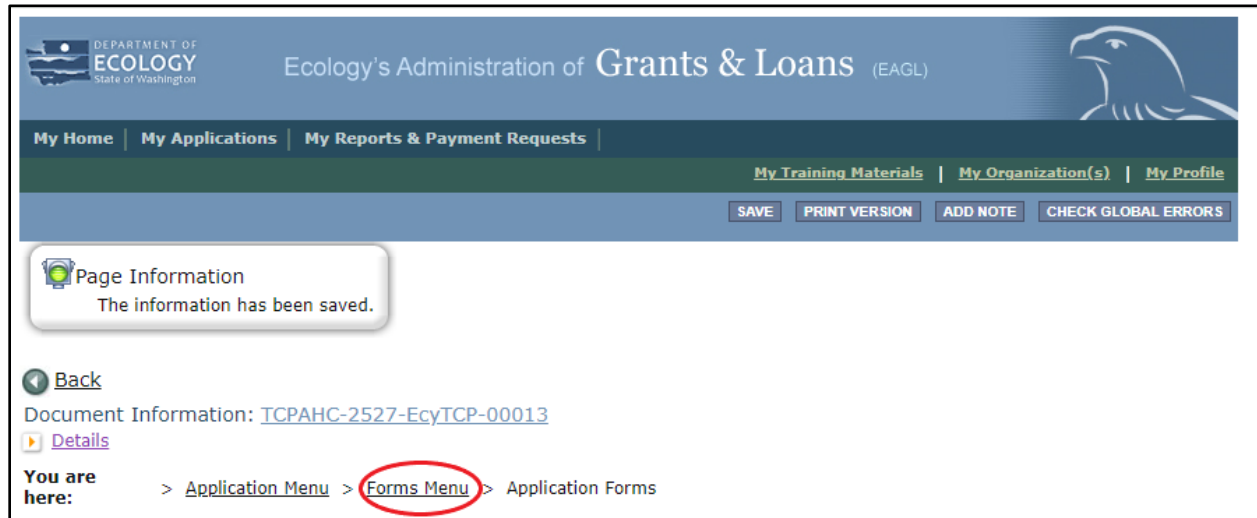 DEPARTMENT OF
ECOLOGY
State of Washington
Ecology's Administration of Grants & Loans (EAGL)
My Home | My Applications | My Reports & Payment Requests |
My Training Materials | My Organization(s) | My Profile
SAVE PRINT VERSION ADD NOTE CHECK GLOBAL ERRORS
Page Information
The information has been saved.
Back
Document Information: TCPAHC-2527-EcyTCP-00013
Details
You are here: > Application Menu > Forms Menu > Application Forms